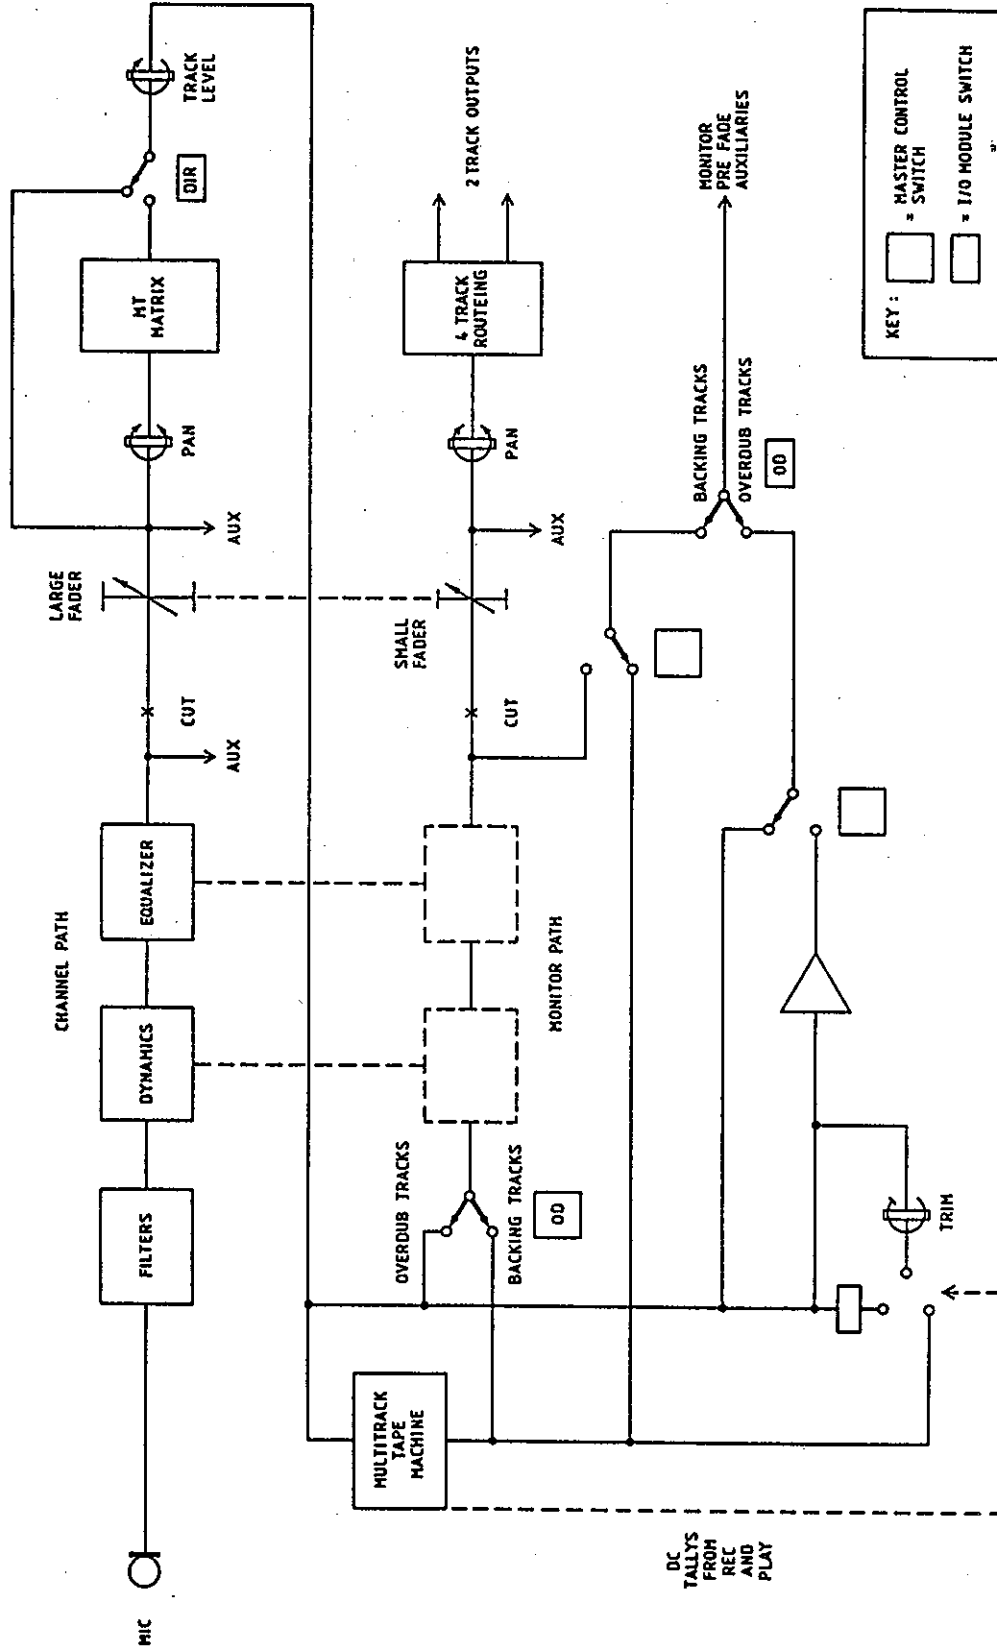 MIC
FILTERS
DYNAMICS
CHANNEL PATH
EQUALIZER
AUX
CUT
LARGE
FADER
AUX
PAN
MT
MATRIX
DIR
TRACK
LEVEL
OVERDUB TRACKS
BACKING TRACKS
OD
MONITOR PATH
CUT
SMALL
FADER
AUX
PAN
4 TRACK
ROUTEING
2 TRACK OUTPUTS
MULTITRACK
TAPE
MACHINE
DC
TALLYS
FROM
REC
AND
PLAY
TRIM
BACKING TRACKS
OVERDUB TRACKS
OD
MONITOR
PRE FADE
AUXILIARIES
KEY:
= MASTER CONTROL
SWITCH
= I/O MODULE SWITCH